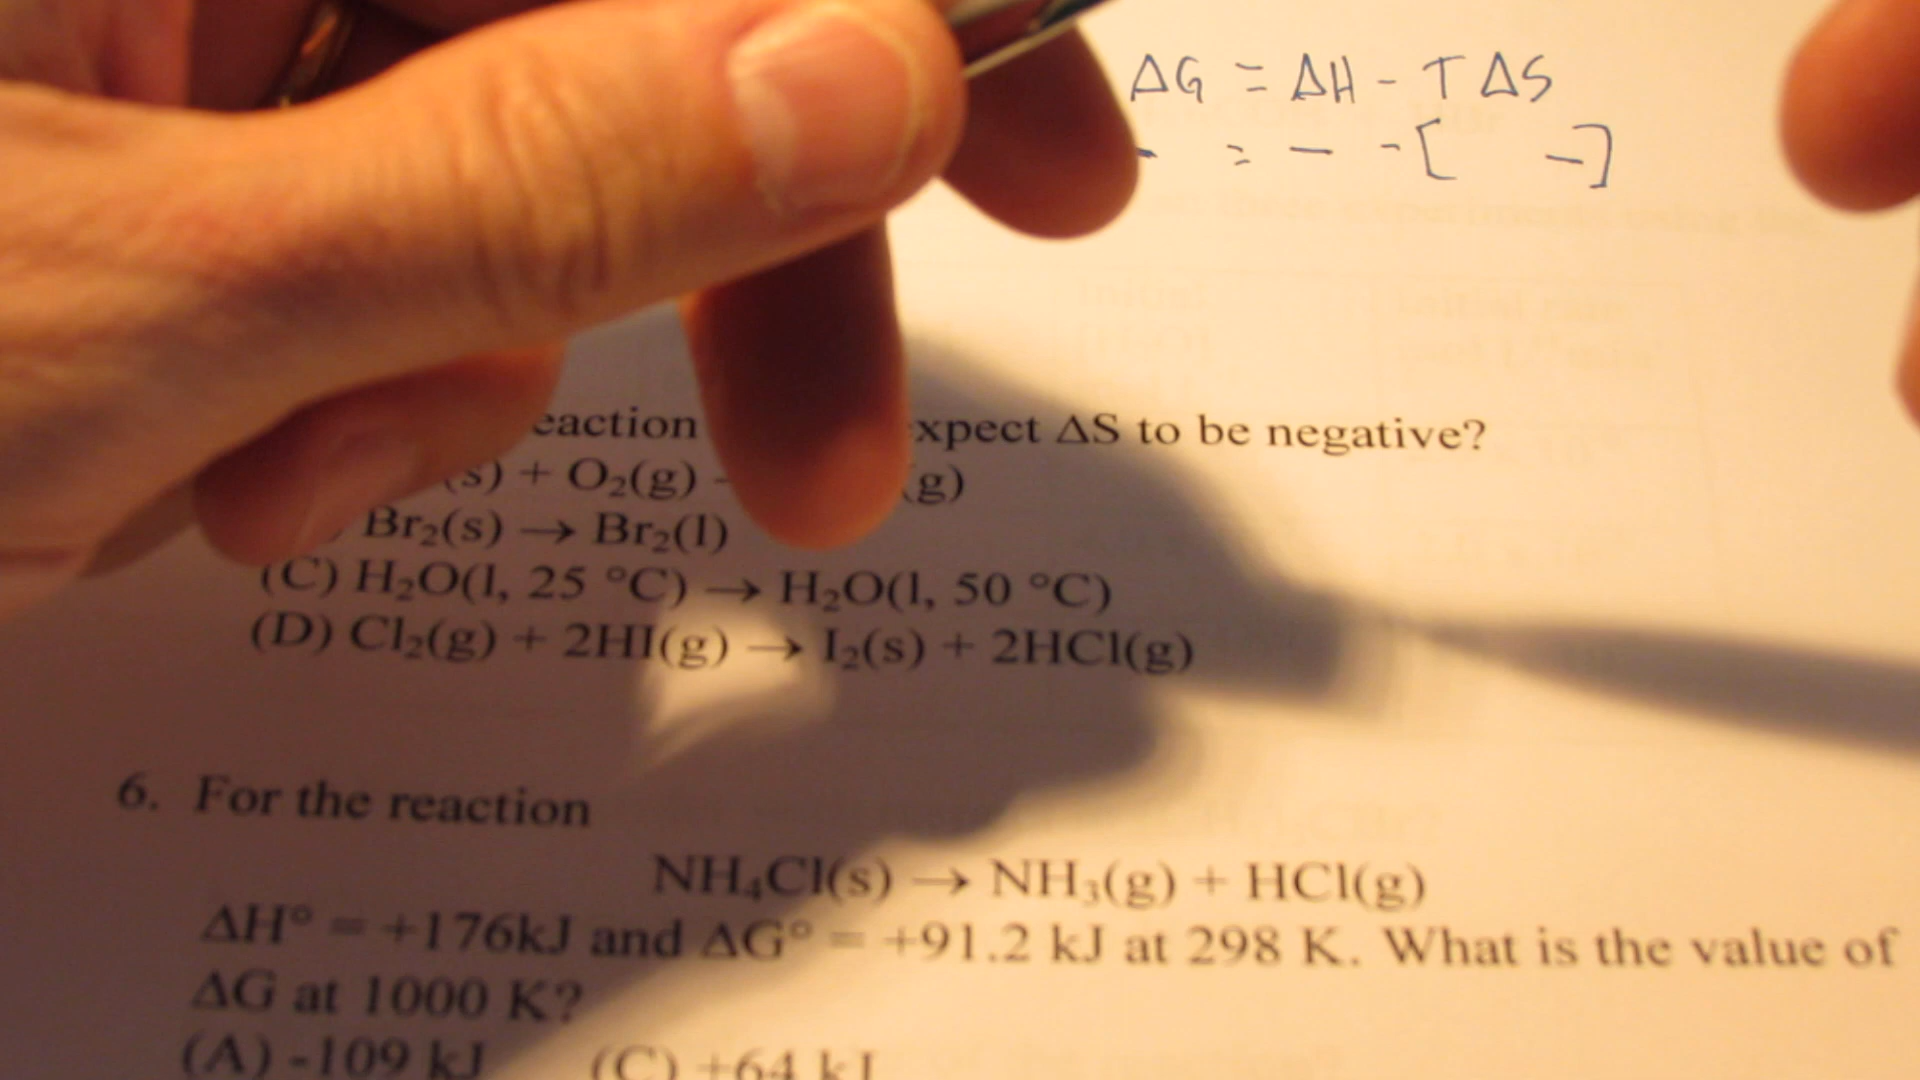 ΔG = ΔH - T ΔS
- = - -[ -]
eaction xpect ΔS to be negative?
(s) + O₂(g) (g)
Br₂(s) → Br₂(l)
(C) H₂O(l, 25 °C) → H₂O(l, 50 °C)
(D) Cl₂(g) + 2HI(g) → I₂(s) + 2HCl(g)
6. For the reaction
NH₄Cl(s) → NH₃(g) + HCl(g)
ΔH° = +176kJ and ΔG° = +91.2 kJ at 298 K. What is the value of
ΔG at 1000 K?
(A) -109 kJ (C) +64 kJ